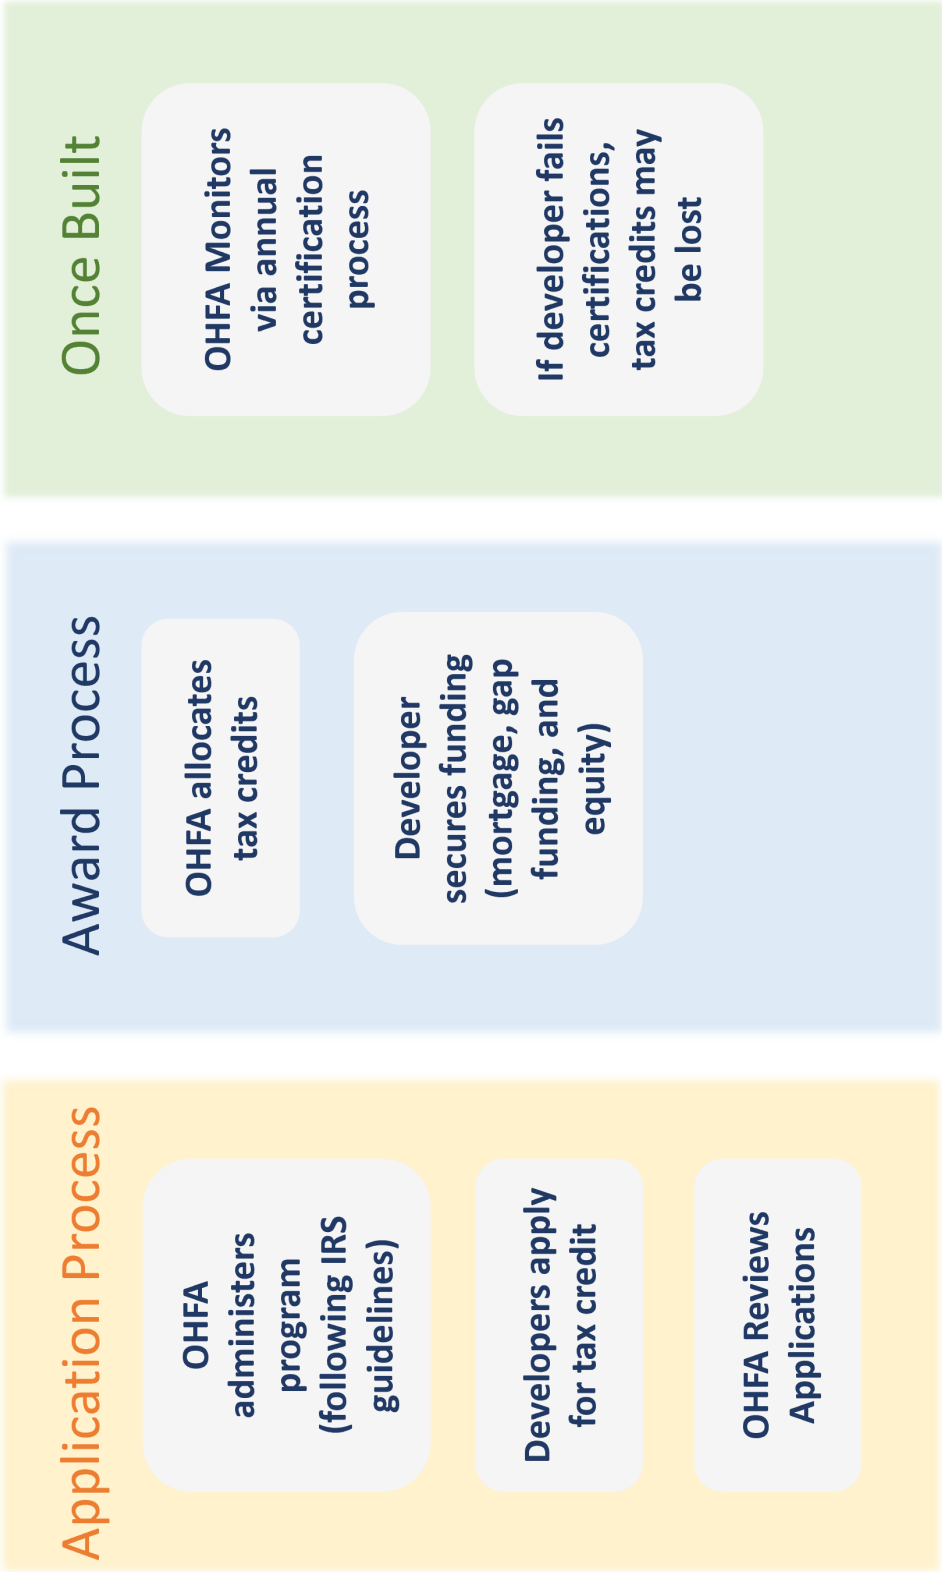 Application Process
OHFA
administers
program
(following IRS
guidelines)
Developers apply
for tax credit
OHFA Reviews
Applications
Award Process
OHFA allocates
tax credits
Developer
secures funding
(mortgage, gap
funding, and
equity)
Once Built
OHFA Monitors
via annual
certification
process
If developer fails
certifications,
tax credits may
be lost